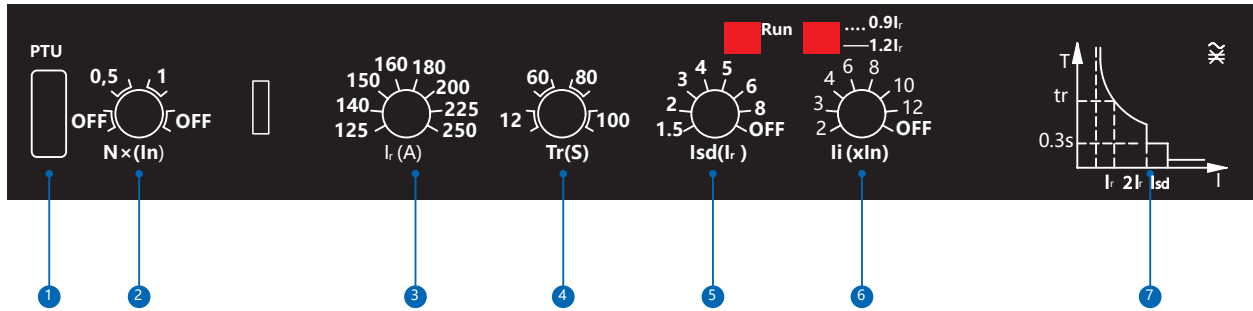 PTU
0,5 1
OFF OFF
N×(In)
125 140 150 160 180 200 225 250
Ir (A)
12 60 80 100
Tr(S)
1.5 2 3 4 5 6 8 OFF
Isd(Ir )
Run
.... 0.9Ir
1.2Ir
2 3 4 6 8 10 12 OFF
Ii (xIn)
T
tr
0.3s
Ir 2Ir Isd I
1 2 3 4 5 6 7